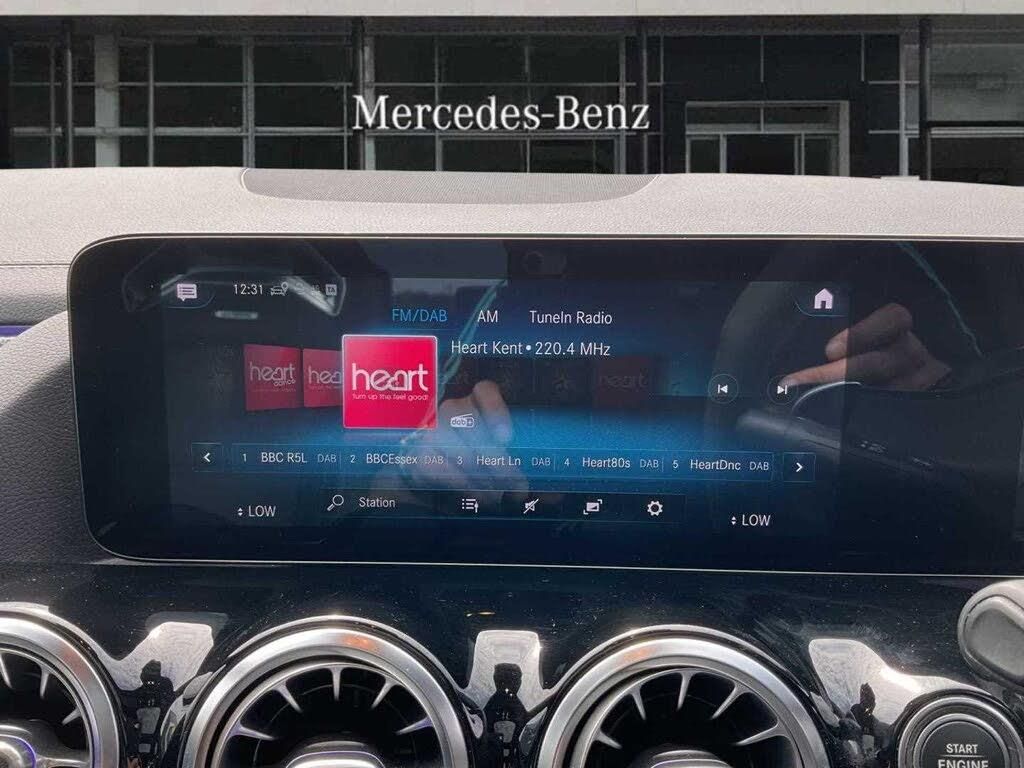 Mercedes-Benz
12:31 TA
FM/DAB AM TuneIn Radio
Heart Kent • 220.4 MHz
heart dance
hea
heart
turn up the feel good!
heart
dab+
1 BBC R5L DAB 2 BBCEssex DAB 3 Heart Ln DAB 4 Heart80s DAB 5 HeartDnc DAB
Station
LOW
LOW
START
ENGINE